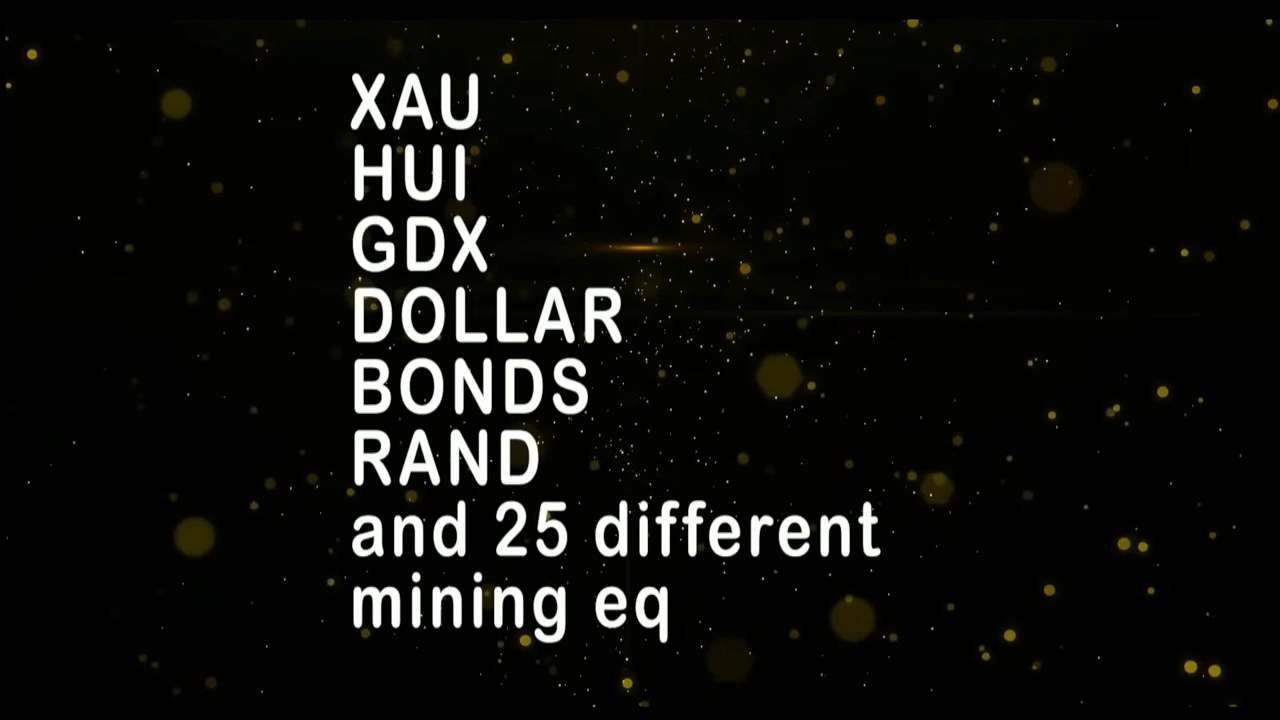 XAU
HUI
GDX
DOLLAR
BONDS
RAND
and 25 different
mining eq